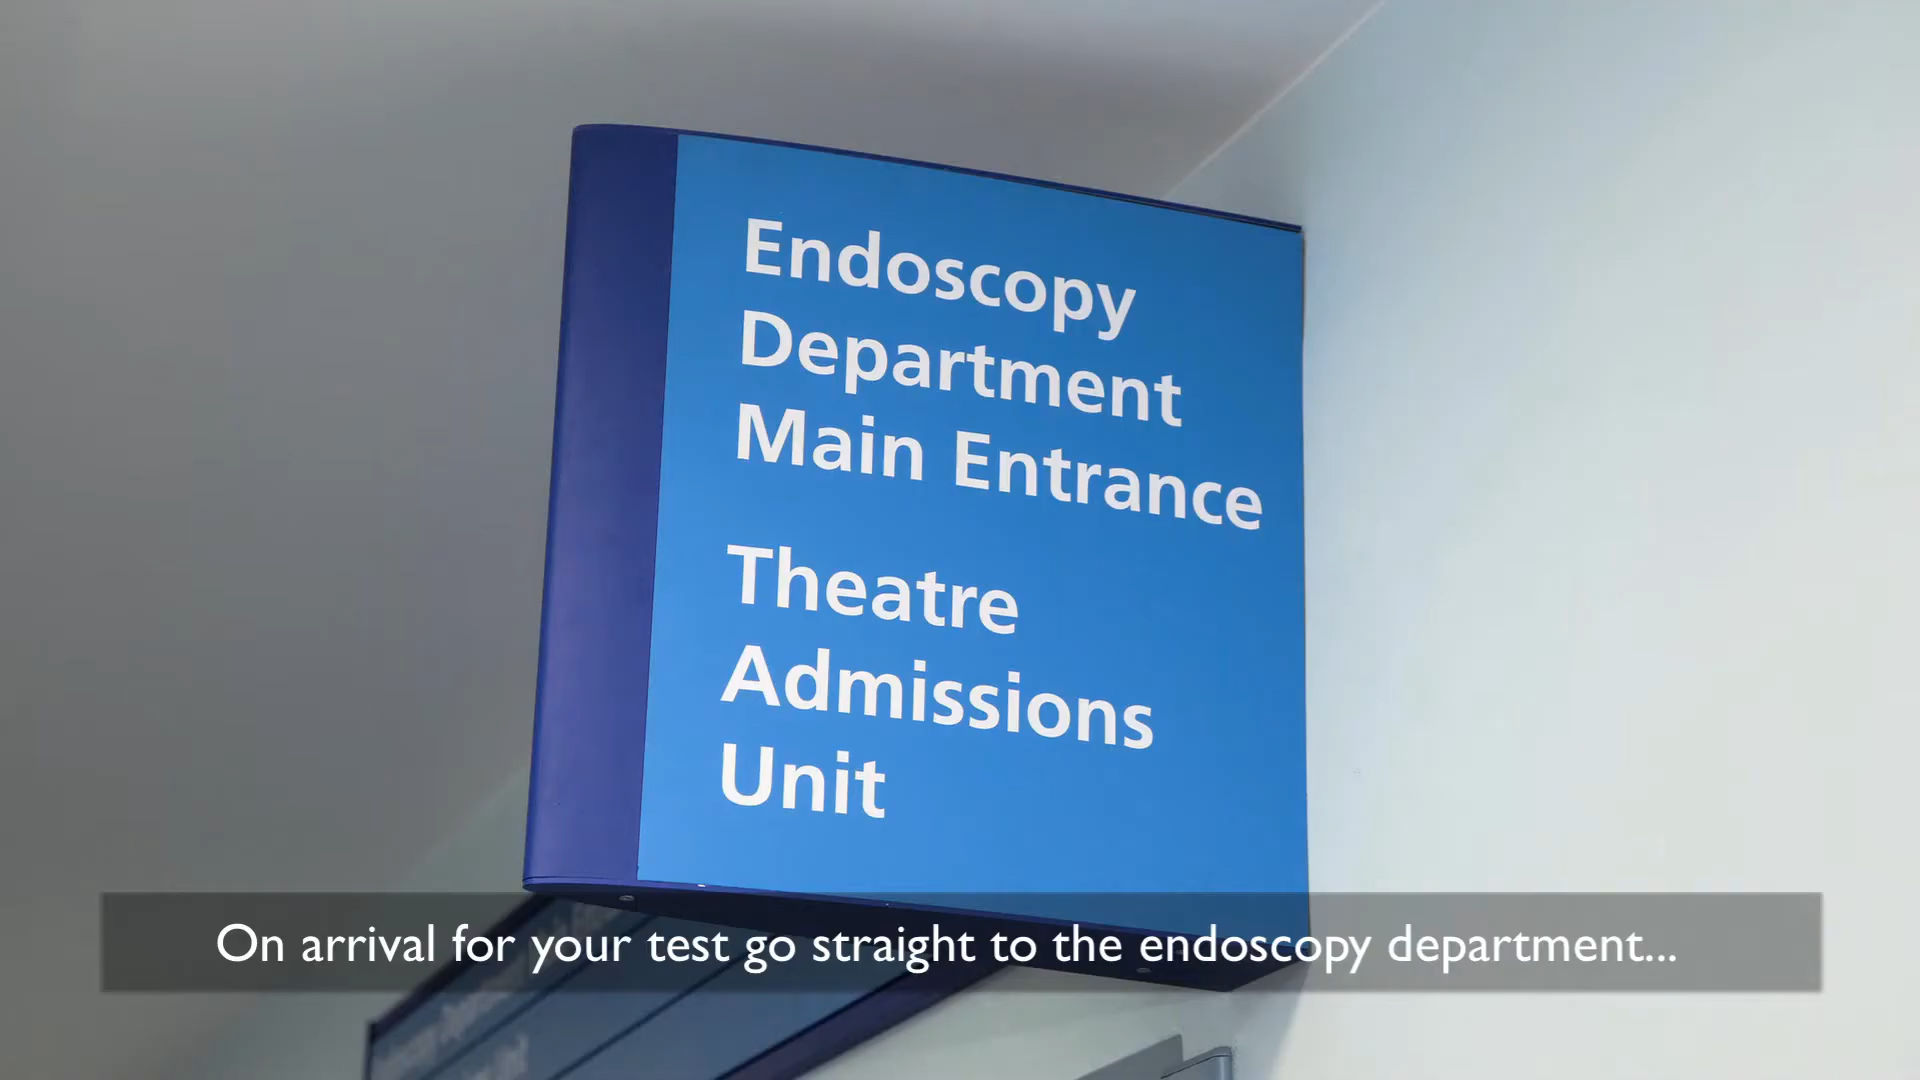 Endoscopy
Department
Main Entrance
Theatre
Admissions
Unit
On arrival for your test go straight to the endoscopy department...